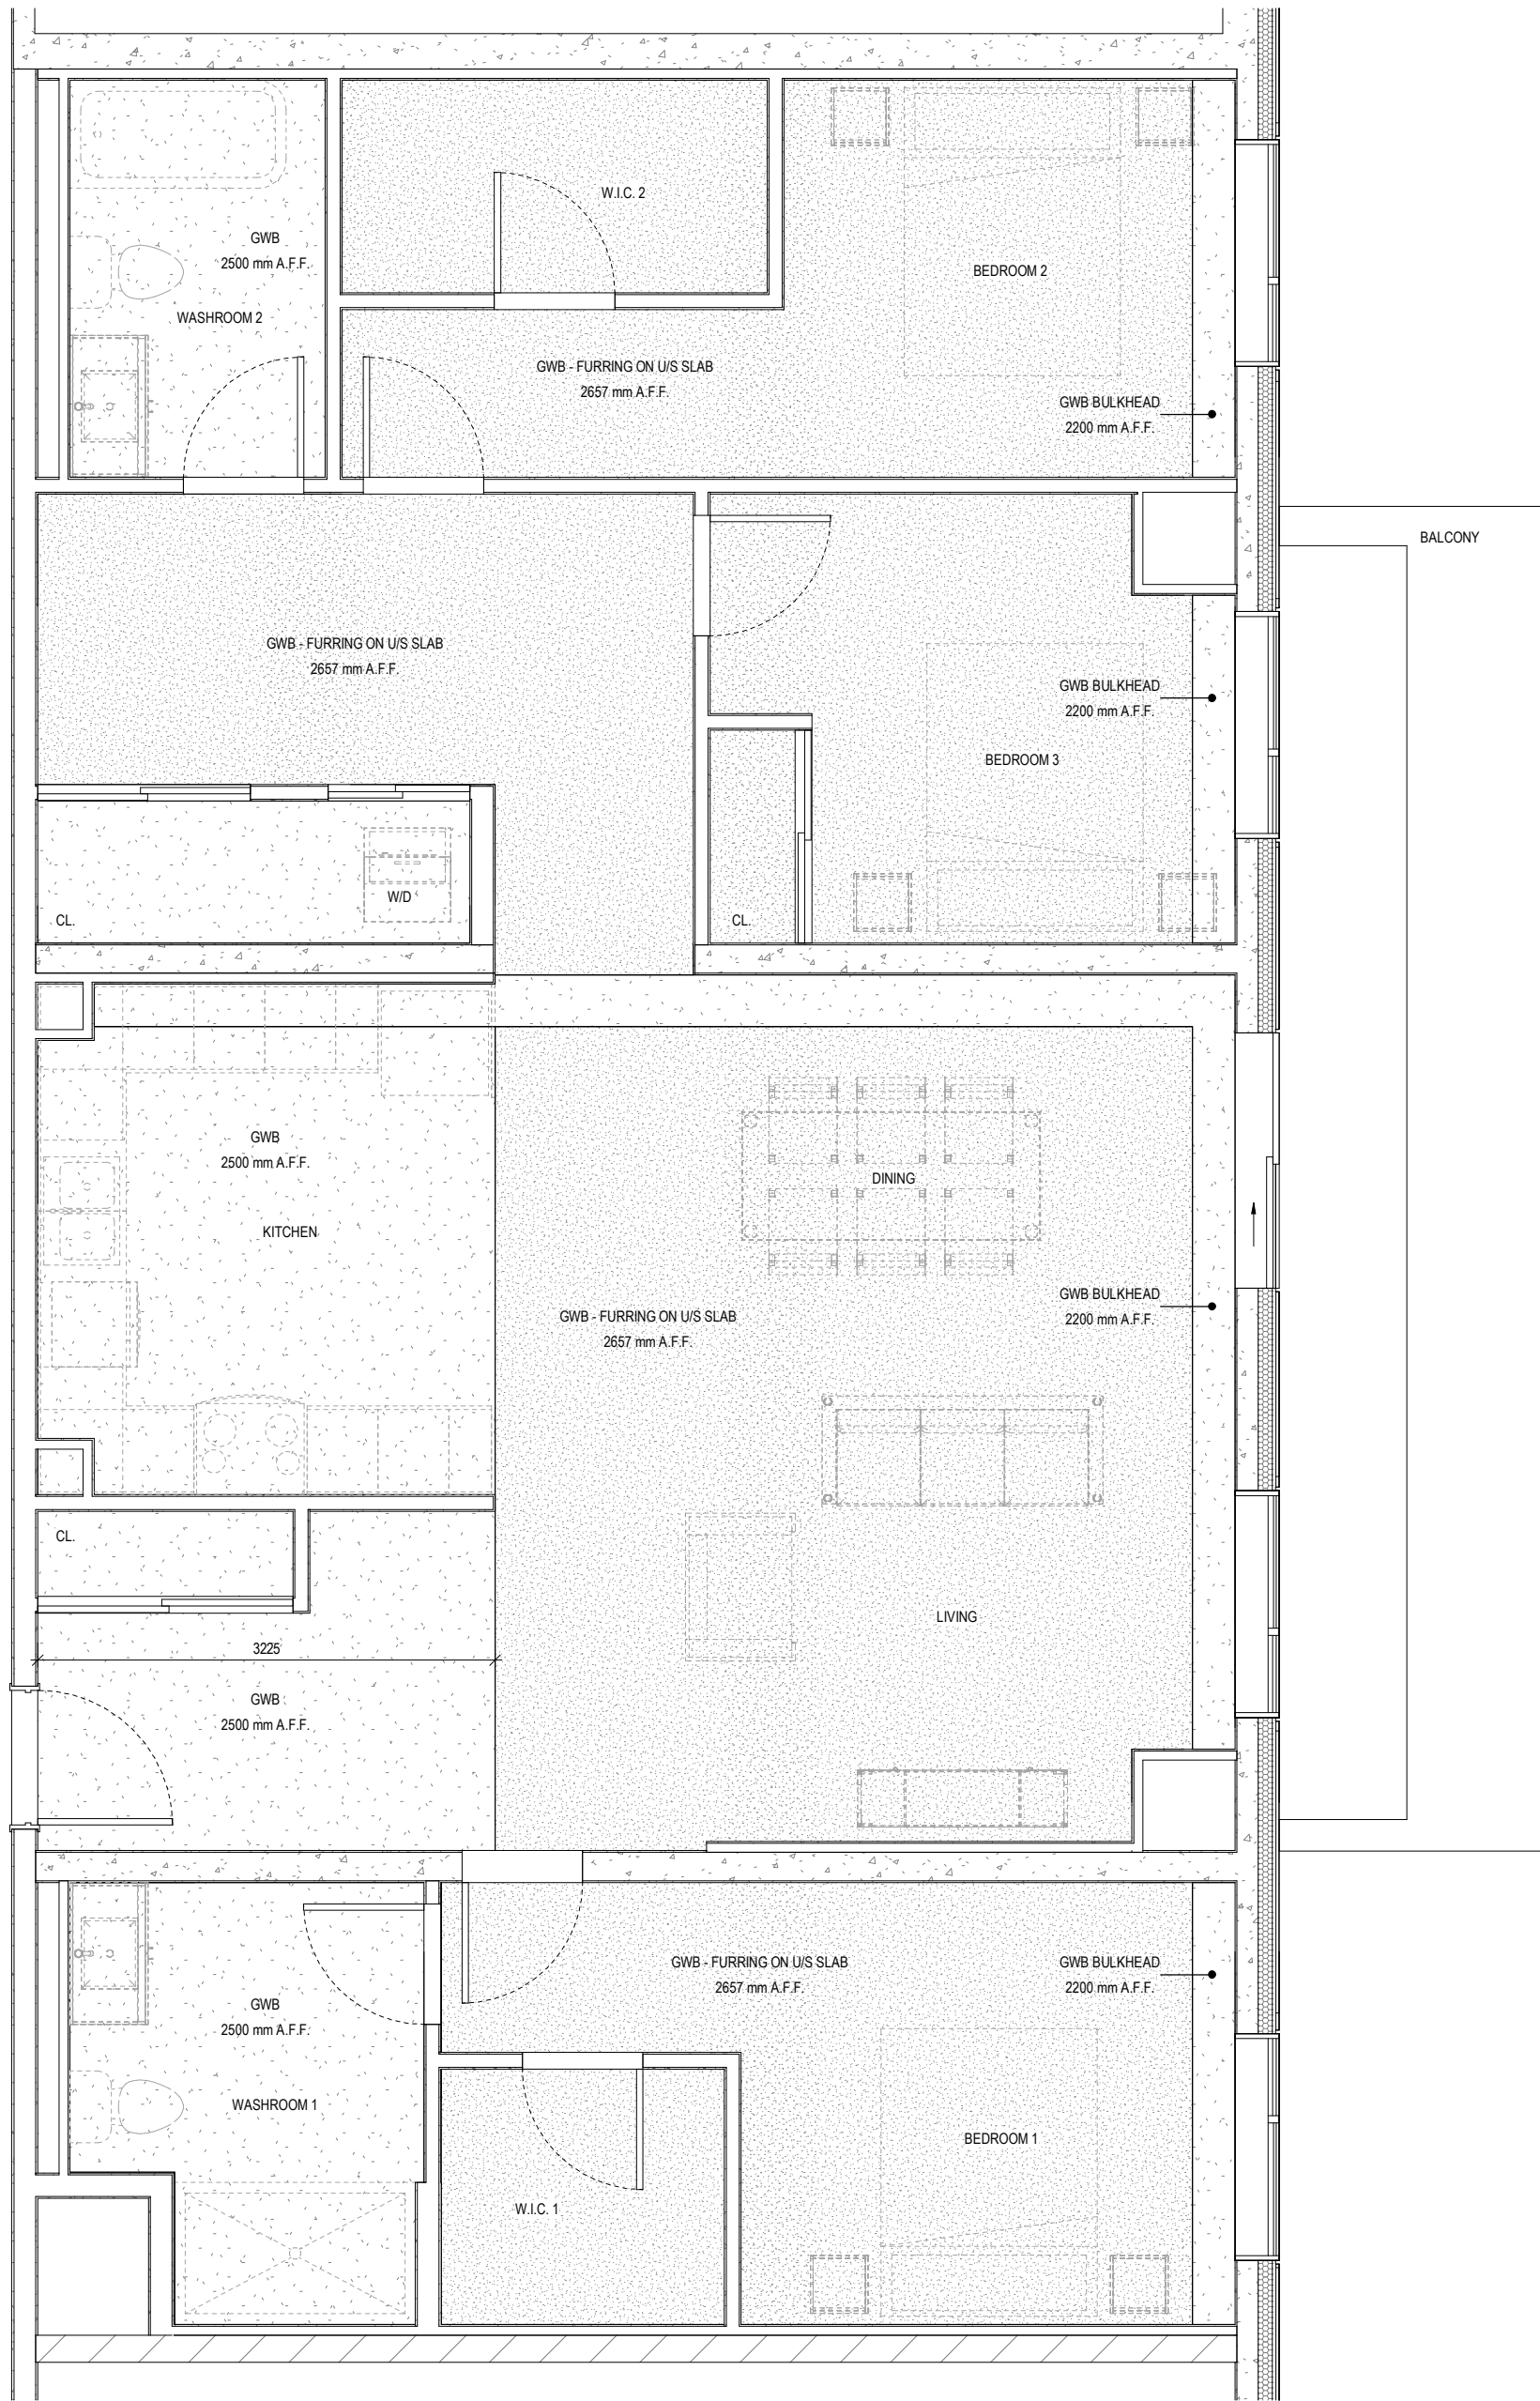 W.I.C. 2
GWB
2500 mm A.F.F.
WASHROOM 2
BEDROOM 2
GWB - FURRING ON U/S SLAB
2657 mm A.F.F.
GWB BULKHEAD
2200 mm A.F.F.
BALCONY
GWB - FURRING ON U/S SLAB
2657 mm A.F.F.
GWB BULKHEAD
2200 mm A.F.F.
BEDROOM 3
W/D
CL.
CL.
GWB
2500 mm A.F.F.
KITCHEN
DINING
GWB - FURRING ON U/S SLAB
2657 mm A.F.F.
GWB BULKHEAD
2200 mm A.F.F.
CL.
LIVING
3225
GWB
2500 mm A.F.F.
GWB - FURRING ON U/S SLAB
2657 mm A.F.F.
GWB BULKHEAD
2200 mm A.F.F.
GWB
2500 mm A.F.F.
WASHROOM 1
BEDROOM 1
W.I.C. 1